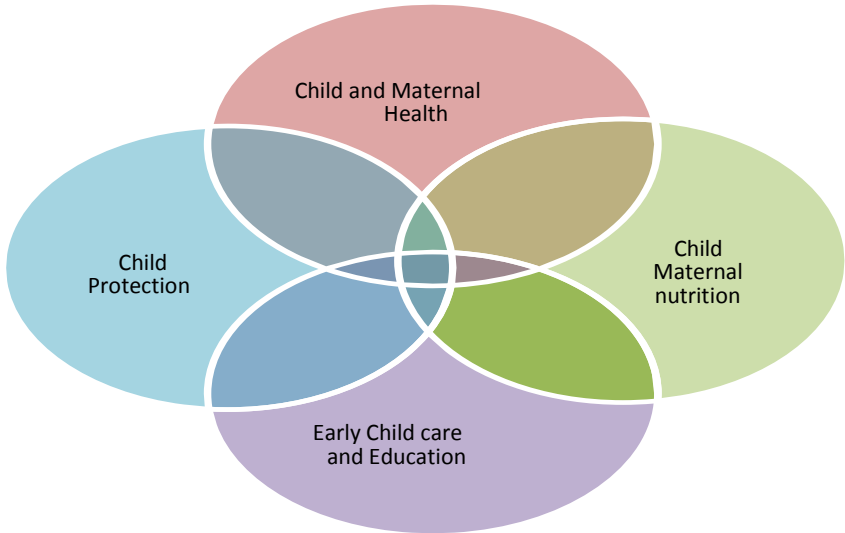 Child and Maternal
Health
Child
Protection
Child
Maternal
nutrition
Early Child care
and Education